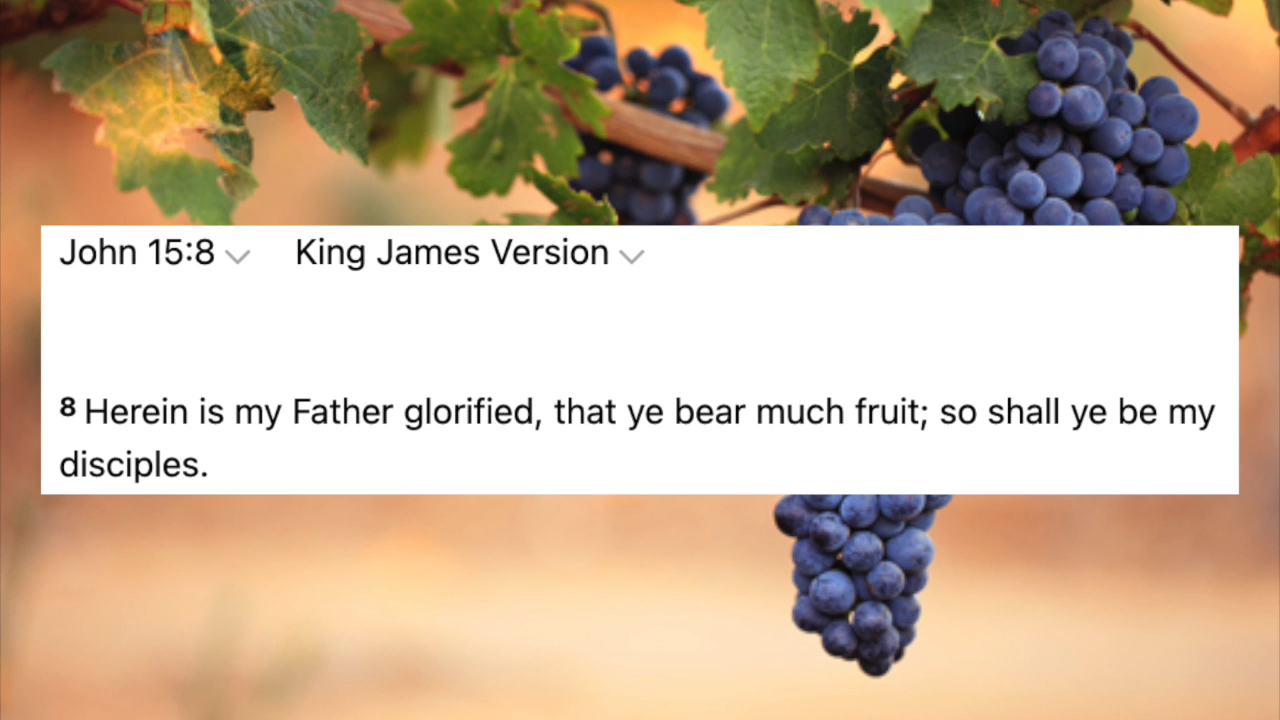 John 15:8 King James Version
8 Herein is my Father glorified, that ye bear much fruit; so shall ye be my
disciples.